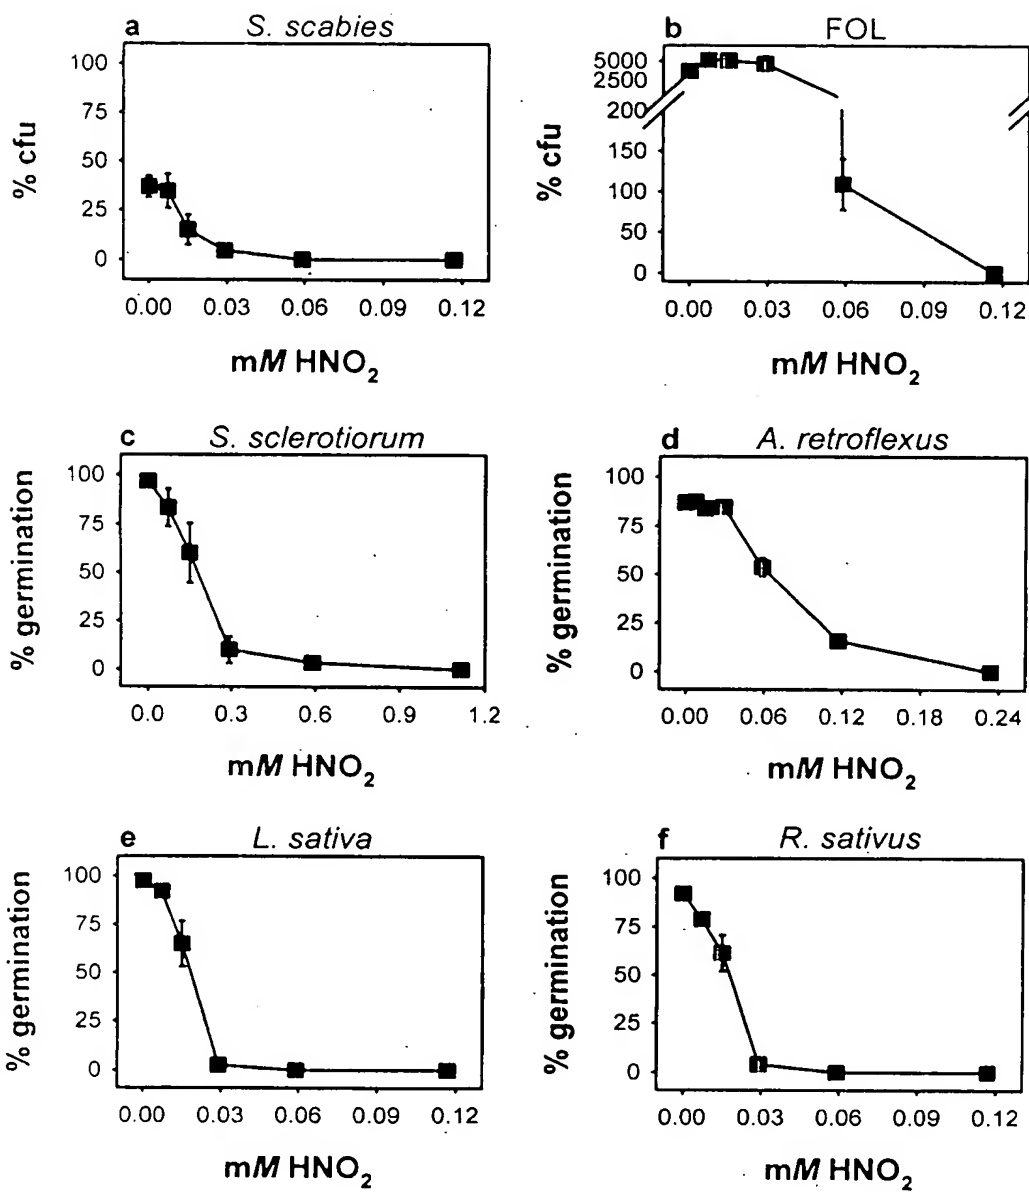 a S. scabies
100
75
50
25
0
% cfu
0.00 0.03 0.06 0.09 0.12
mM HNO2
b FOL
5000
2500
200
150
100
50
0
% cfu
0.00 0.03 0.06 0.09 0.12
mM HNO2
c S. sclerotiorum
100
75
50
25
0
% germination
0.0 0.3 0.6 0.9 1.2
mM HNO2
d A. retroflexus
100
75
50
25
0
% germination
0.00 0.06 0.12 0.18 0.24
mM HNO2
e L. sativa
100
75
50
25
0
% germination
0.00 0.03 0.06 0.09 0.12
mM HNO2
f R. sativus
100
75
50
25
0
% germination
0.00 0.03 0.06 0.09 0.12
mM HNO2